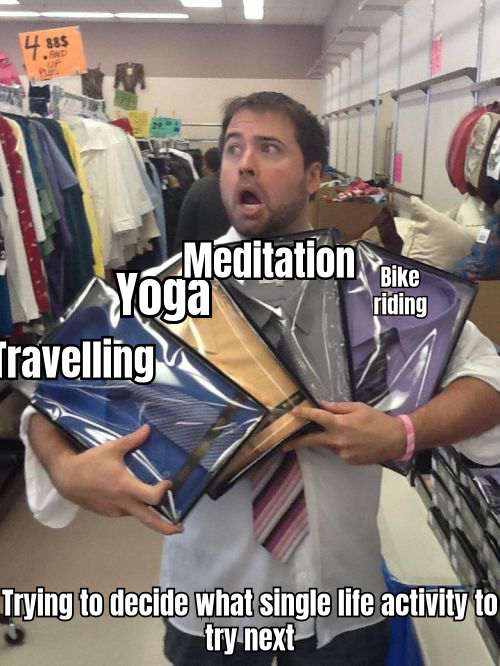 4.88$
AND
UP
PLUS
Meditation
Yoga
Bike
riding
Travelling
Trying to decide what single life activity to
try next